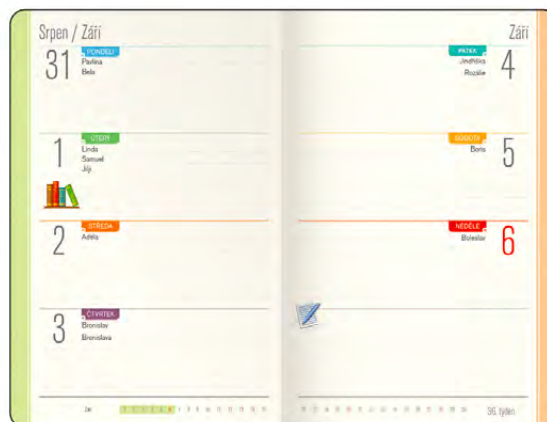 Srpen / Září
31
PONDĚLÍ
Pavlína
Bela
1
ÚTERÝ
Linda
Samuel
Jiljí
2
STŘEDA
Adéla
3
ČTVRTEK
Bronislav
Bronislava
Září
PÁTEK
4
Jindřiška
Rozálie
SOBOTA
5
Boris
NEDĚLE
6
Boleslav
36. týden